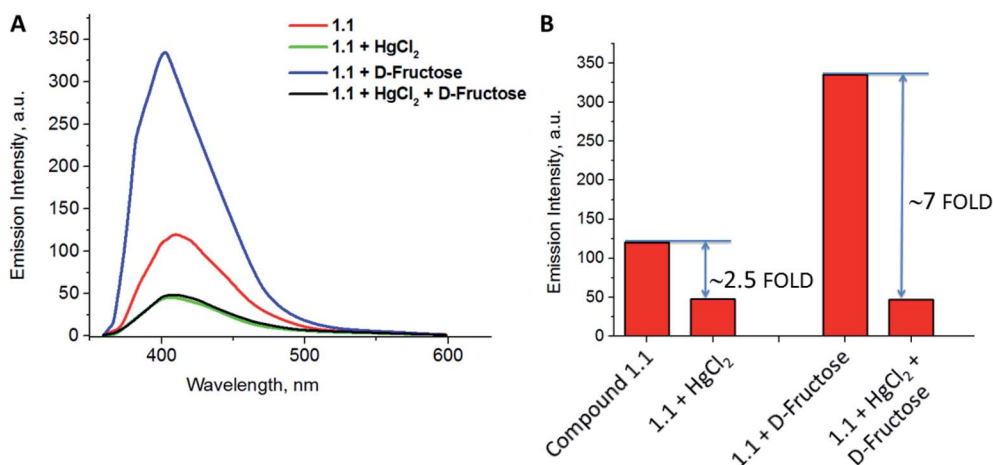 A
1.1
1.1 + HgCl₂
1.1 + D-Fructose
1.1 + HgCl₂ + D-Fructose
350
300
250
200
150
100
50
0
Emission Intensity, a.u.
400
500
600
Wavelength, nm
B
350
300
250
200
150
100
50
0
Emission Intensity, a.u.
~2.5 FOLD
~7 FOLD
Compound 1.1
1.1 + HgCl₂
1.1 + D-Fructose
1.1 + HgCl₂ +
D-Fructose